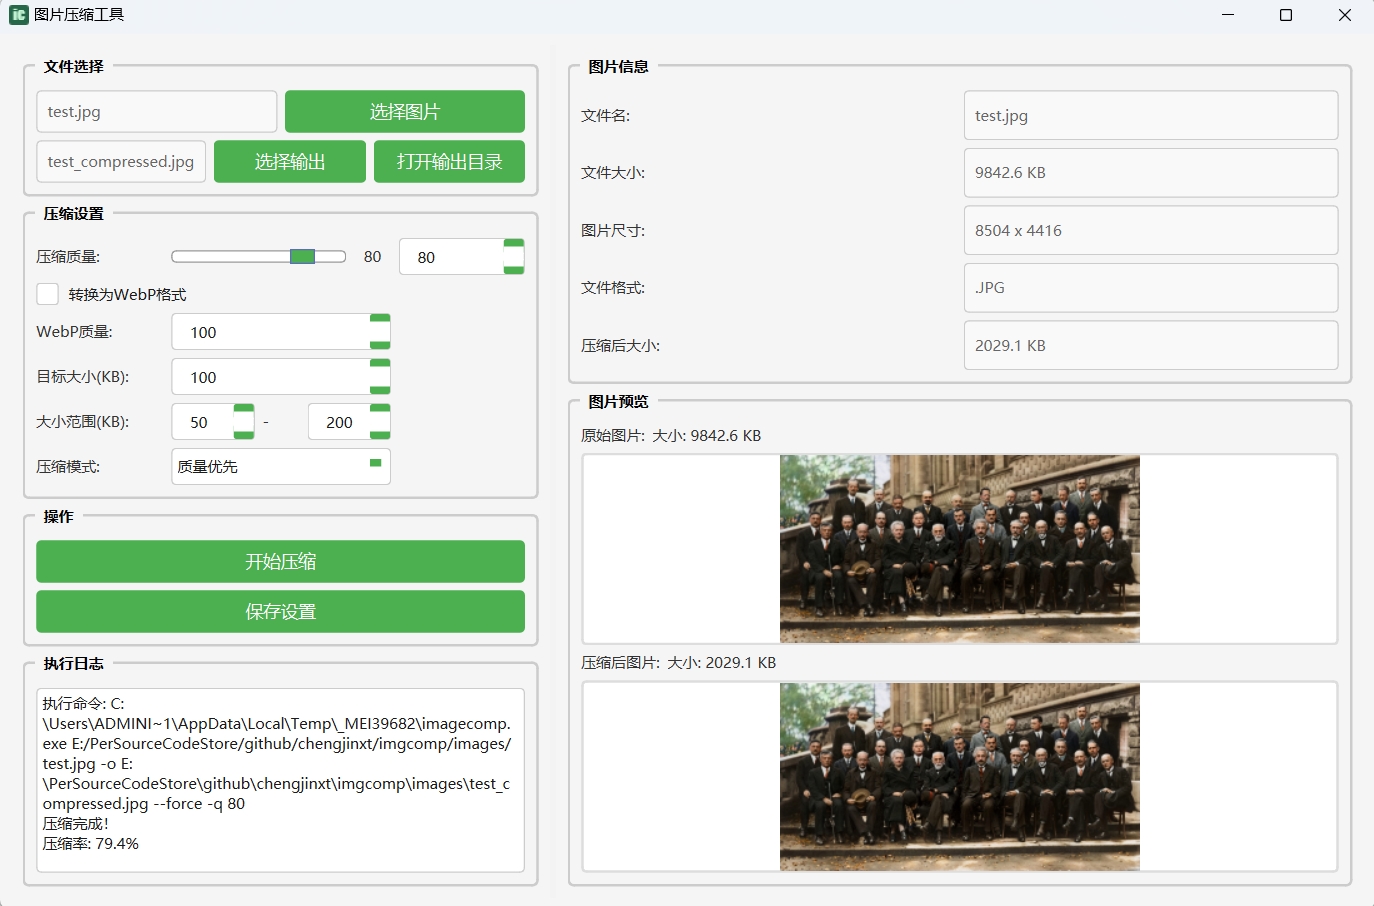 iC 图片压缩工具
文件选择
test.jpg
选择图片
test_compressed.jpg
选择输出
打开输出目录
压缩设置
压缩质量:
80
80
转换为WebP格式
WebP质量:
100
目标大小(KB):
100
大小范围(KB):
50
-
200
压缩模式:
质量优先
操作
开始压缩
保存设置
执行日志
执行命令: C:
\Users\ADMINI~1\AppData\Local\Temp\_MEI39682\imagecomp.
exe E:/PerSourceCodeStore/github/chengjinxt/imgcomp/images/
test.jpg -o E:
\PerSourceCodeStore\github\chengjinxt\imgcomp\images\test_c
ompressed.jpg --force -q 80
压缩完成!
压缩率: 79.4%
图片信息
文件名:
test.jpg
文件大小:
9842.6 KB
图片尺寸:
8504 x 4416
文件格式:
.JPG
压缩后大小:
2029.1 KB
图片预览
原始图片: 大小: 9842.6 KB
压缩后图片: 大小: 2029.1 KB